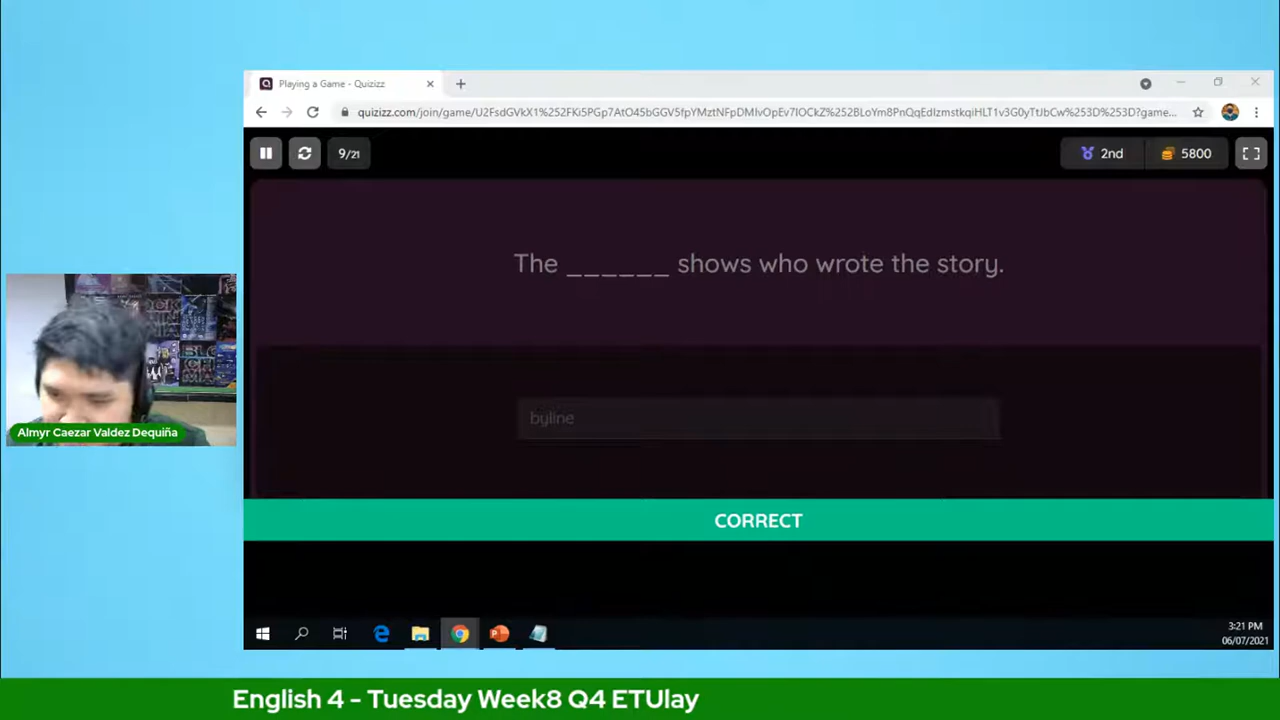 Playing a Game - Quizizz
quizizz.com/join/game/U2FsdGVkX1%252FKi5PGp7AtO45bGGV5fpYMztNFpDMlvOpEv7lOCkZ%252BLoYm8PnQqEdlzmstkqiHLT1v3G0yTtJbCw%253D%253D?game...
9/21
2nd
5800
The ______ shows who wrote the story.
byline
Almyr Caezar Valdez Dequiña
CORRECT
3:21 PM
06/07/2021
English 4 - Tuesday Week8 Q4 ETUlay